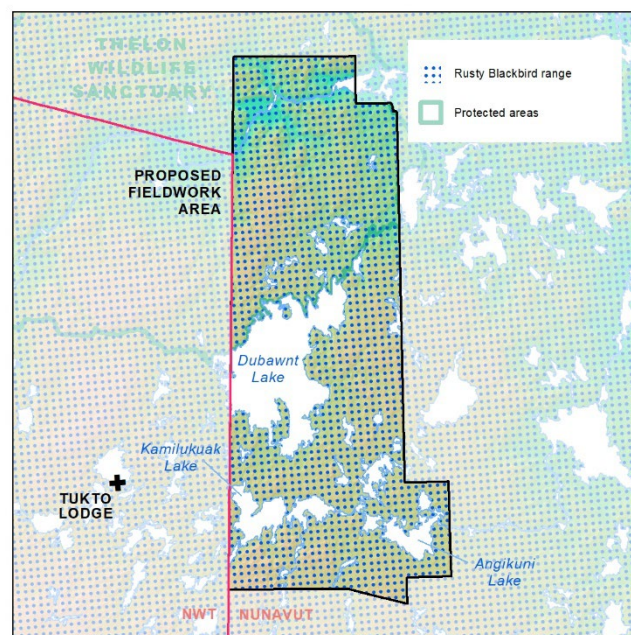 THELON
WILDLIFE
SANCTUARY
Rusty Blackbird range
Protected areas
PROPOSED
FIELDWORK
AREA
Dubawnt
Lake
Kamilukuak
Lake
TUKTO
LODGE
Angikuni
Lake
NWT NUNAVUT